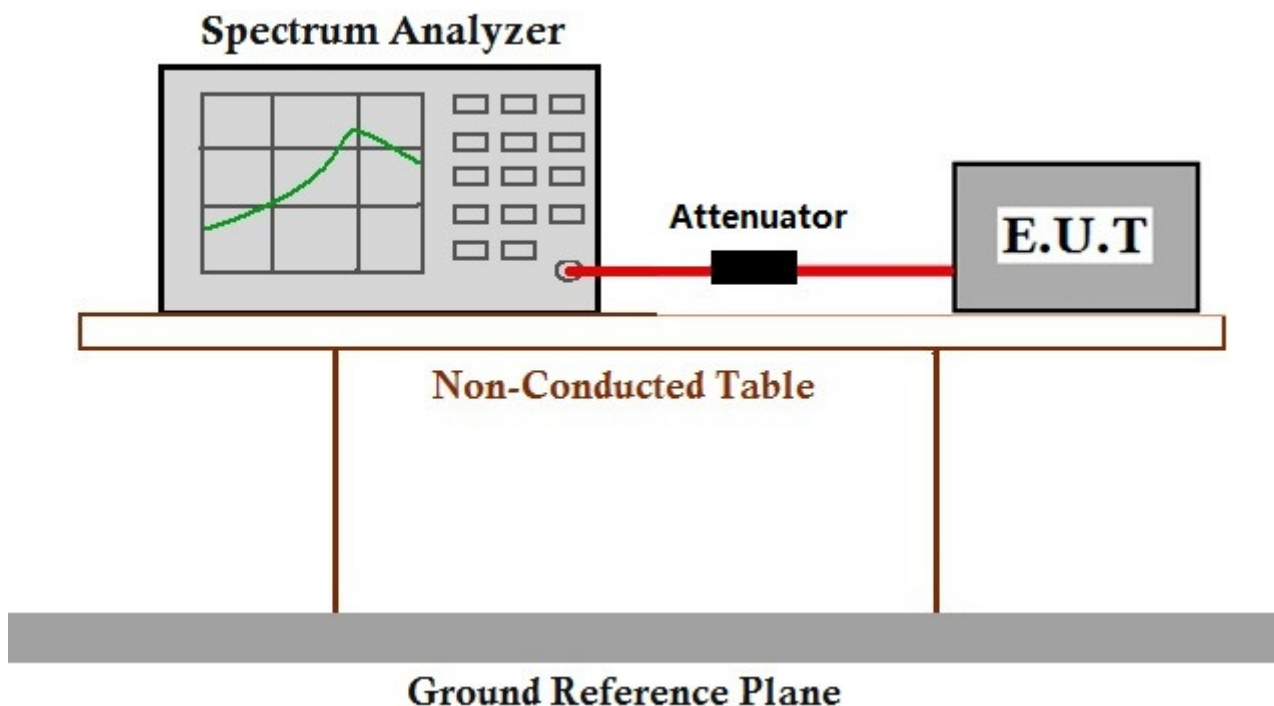 Spectrum Analyzer
Attenuator
E.U.T
Non-Conducted Table
Ground Reference Plane